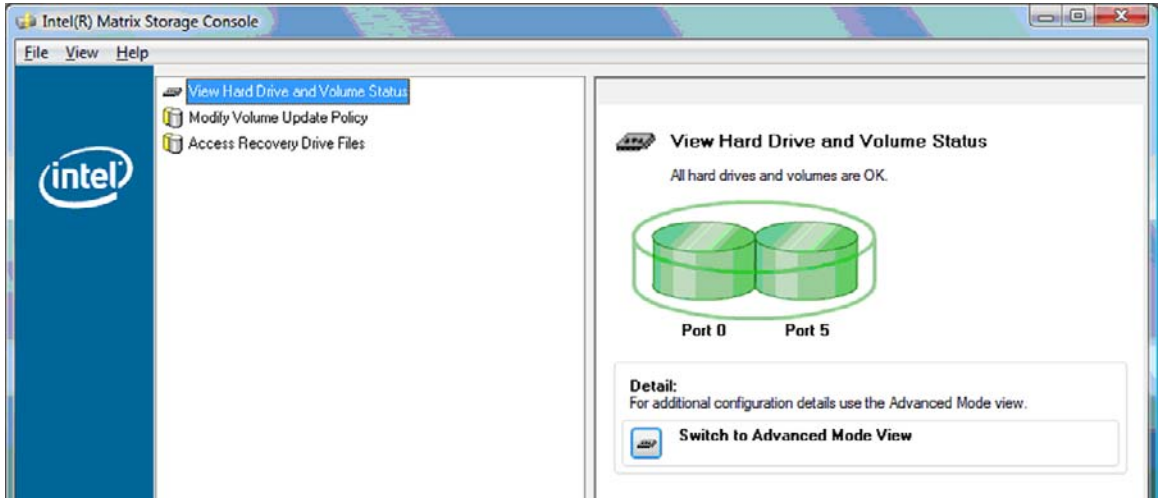 Intel(R) Matrix Storage Console
File View Help
intel
View Hard Drive and Volume Status
Modify Volume Update Policy
Access Recovery Drive Files
View Hard Drive and Volume Status
All hard drives and volumes are OK.
Port 0 Port 5
Detail:
For additional configuration details use the Advanced Mode view.
Switch to Advanced Mode View